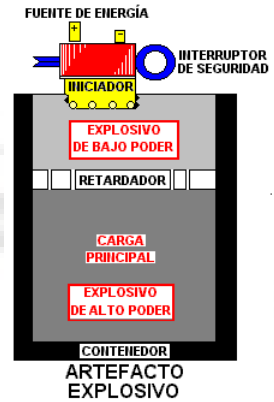 FUENTE DE ENERGÍA
+ -
INTERRUPTOR
DE SEGURIDAD
INICIADOR
EXPLOSIVO
DE BAJO PODER
RETARDADOR
CARGA
PRINCIPAL
EXPLOSIVO
DE ALTO PODER
CONTENEDOR
ARTEFACTO
EXPLOSIVO